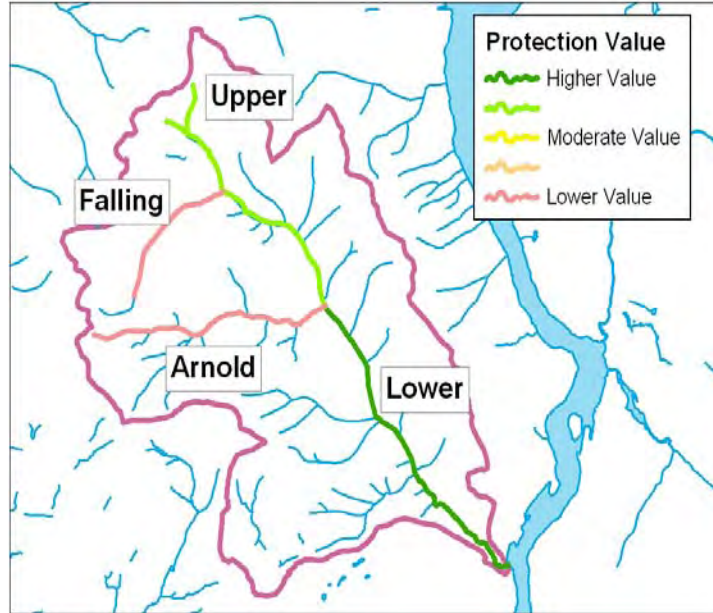 Protection Value
Higher Value
Moderate Value
Lower Value
Upper
Falling
Arnold
Lower